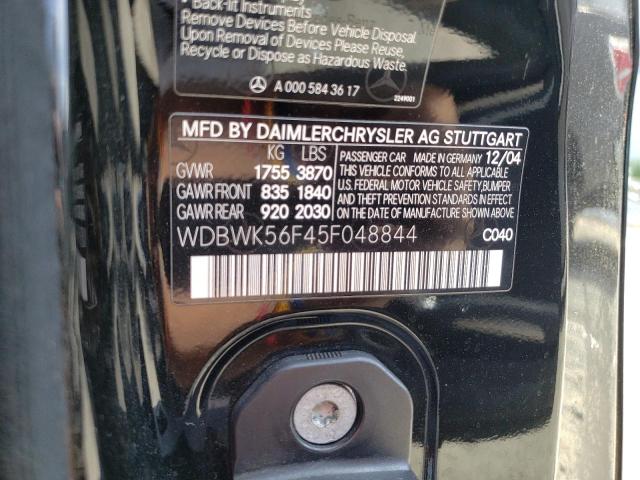 • Back-lit Instruments
Remove Devices Before Vehicle Disposal.
Upon Removal of Devices Please Reuse,
Recycle or Dispose as Hazardous Waste.
A 000 584 36 17
2249001
MFD BY DAIMLERCHRYSLER AG STUTTGART
KG LBS
GVWR 1755 3870
GAWR FRONT 835 1840
GAWR REAR 920 2030
PASSENGER CAR MADE IN GERMANY 12/04
THIS VEHICLE CONFORMS TO ALL APPLICABLE
U.S. FEDERAL MOTOR VEHICLE SAFETY, BUMPER
AND THEFT PREVENTION STANDARDS IN EFFECT
ON THE DATE OF MANUFACTURE SHOWN ABOVE.
WDBWK56F45F048844
C040